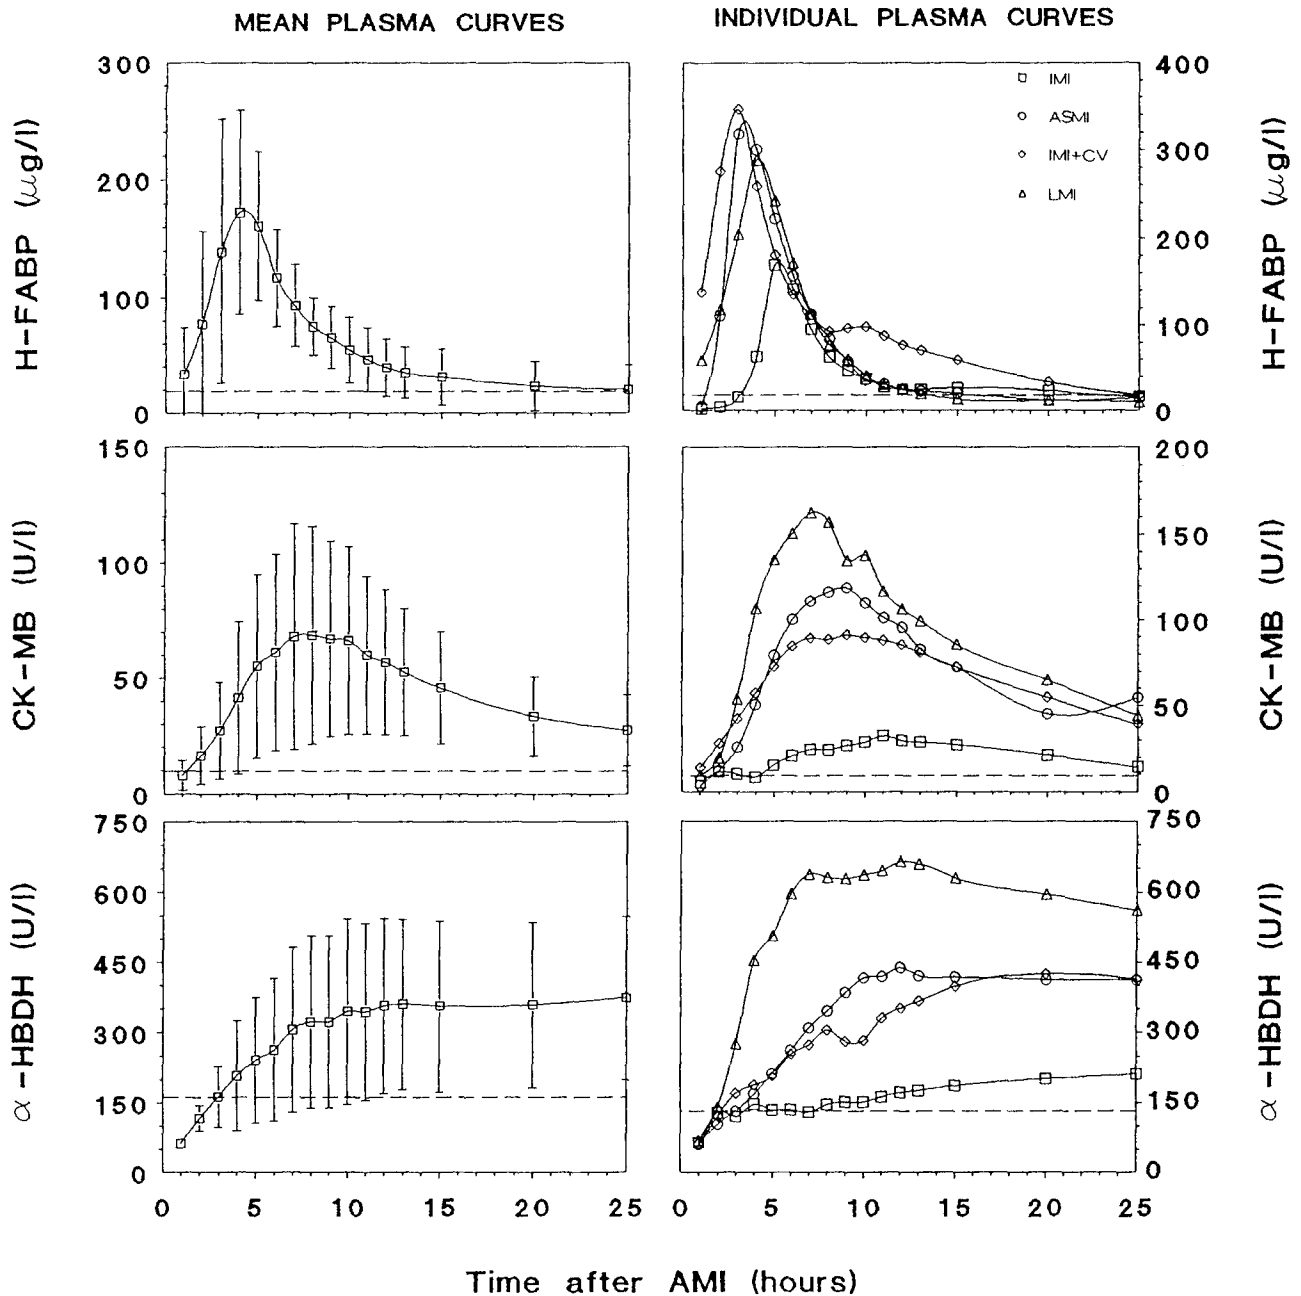 MEAN PLASMA CURVES
INDIVIDUAL PLASMA CURVES
H-FABP (µg/l)
300
200
100
0
400
300
200
100
0
H-FABP (µg/l)
IMI
ASMI
IMI+CV
LMI
CK-MB (U/l)
150
100
50
0
200
150
100
50
0
CK-MB (U/l)
α-HBDH (U/l)
750
600
450
300
150
0
750
600
450
300
150
0
α-HBDH (U/l)
0 5 10 15 20 25
0 5 10 15 20 25
Time after AMI (hours)